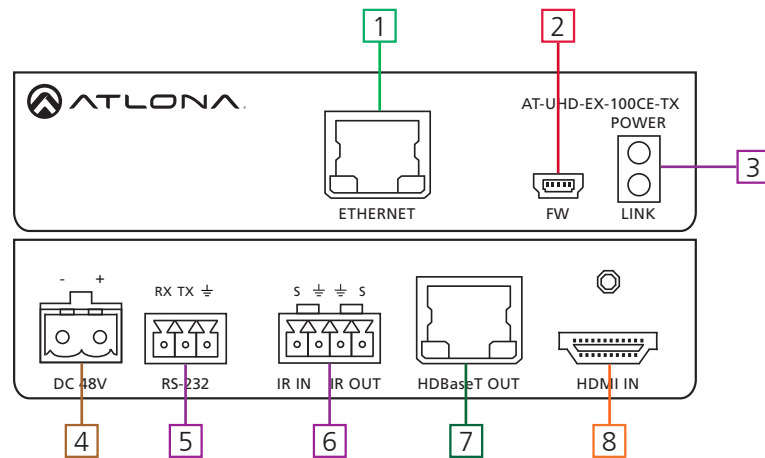 1
2
ATLONA.
AT-UHD-EX-100CE-TX
POWER
3
ETHERNET
FW
LINK
- +
RX TX
S S
DC 48V
RS-232
IR IN IR OUT
HDBaseT OUT
HDMI IN
4
5
6
7
8